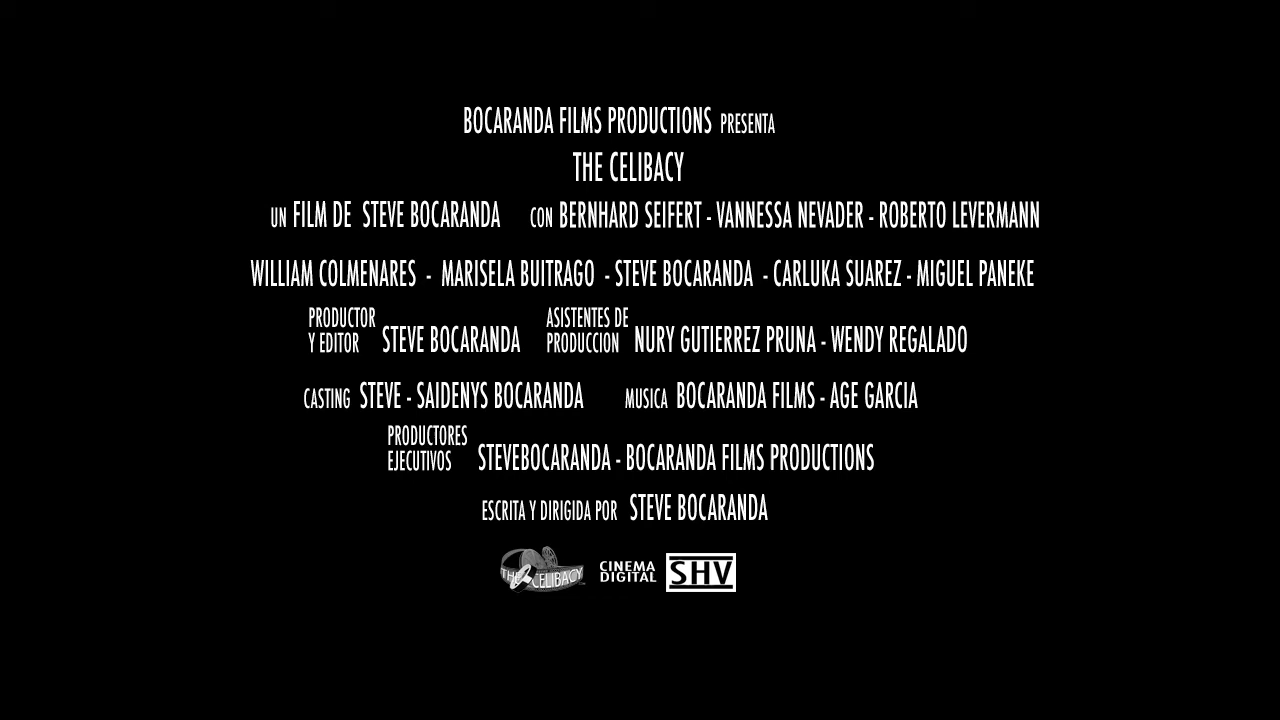 BOCARANDA FILMS PRODUCTIONS PRESENTA
THE CELIBACY
UN FILM DE STEVE BOCARANDA CON BERNHARD SEIFERT - VANNESSA NEVADER - ROBERTO LEVERMANN
WILLIAM COLMENARES - MARISELA BUITRAGO - STEVE BOCARANDA - CARLUKA SUAREZ - MIGUEL PANEKE
PRODUCTOR Y EDITOR STEVE BOCARANDA ASISTENTES DE PRODUCCION NURY GUTIERREZ PRUNA - WENDY REGALADO
CASTING STEVE - SAIDENYS BOCARANDA MUSICA BOCARANDA FILMS - AGE GARCIA
PRODUCTORES EJECUTIVOS STEVEBOCARANDA - BOCARANDA FILMS PRODUCTIONS
ESCRITA Y DIRIGIDA POR STEVE BOCARANDA
THE CELIBACY CINEMA DIGITAL SHV